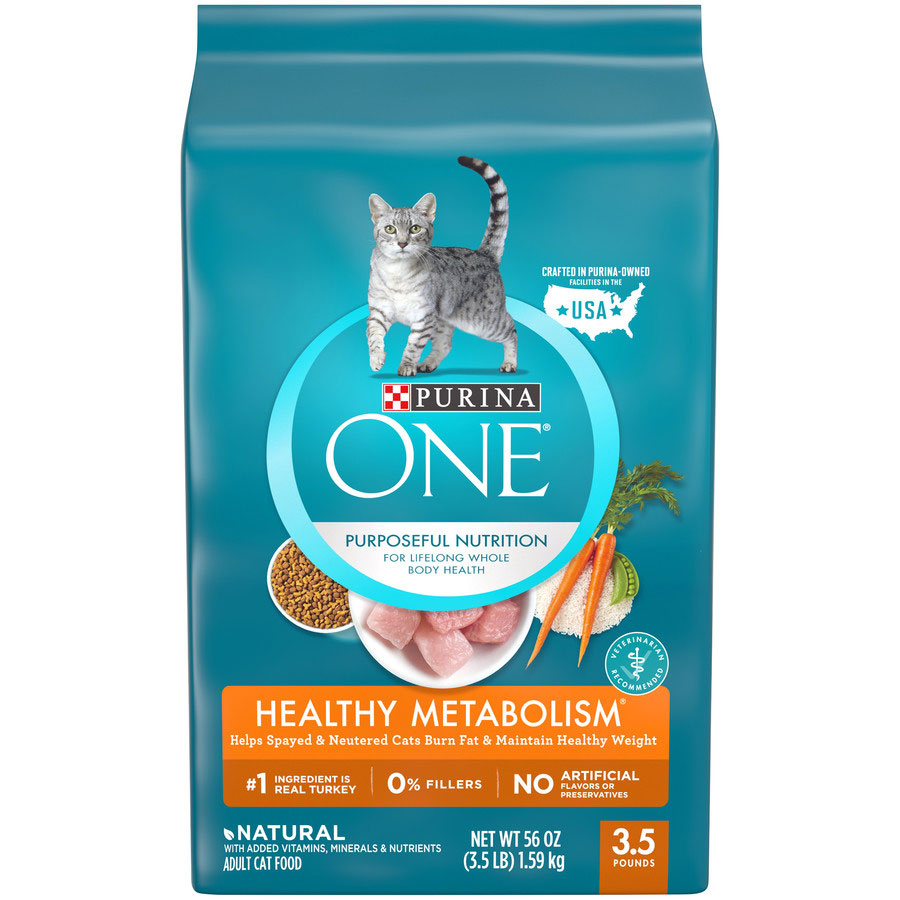 CRAFTED IN PURINA-OWNED
FACILITIES IN THE
USA
PURINA
ONE®
PURPOSEFUL NUTRITION
FOR LIFELONG WHOLE
BODY HEALTH
VETERINARIAN
RECOMMENDED
HEALTHY METABOLISM®
Helps Spayed & Neutered Cats Burn Fat & Maintain Healthy Weight
#1 INGREDIENT IS
REAL TURKEY
0% FILLERS
NO ARTIFICIAL
FLAVORS OR
PRESERVATIVES
NATURAL
WITH ADDED VITAMINS, MINERALS & NUTRIENTS
ADULT CAT FOOD
NET WT 56 OZ
(3.5 LB) 1.59 kg
3.5
POUNDS